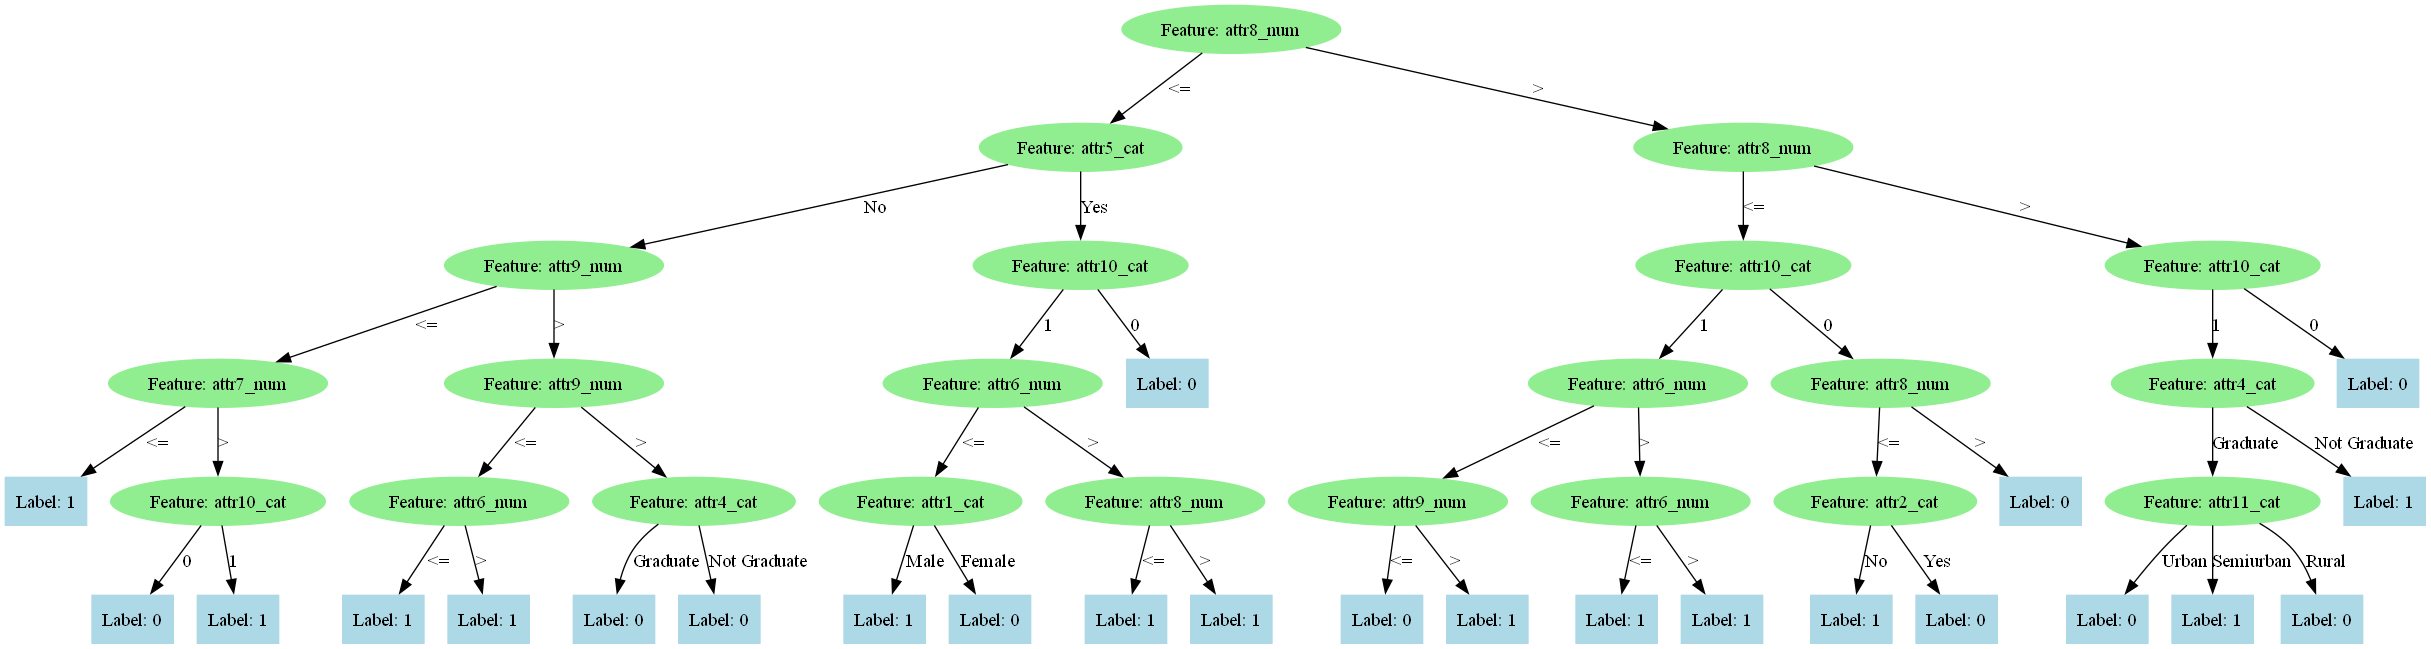 Feature: attr8_num
<=
>
Feature: attr5_cat
Feature: attr8_num
No
Yes
<=
>
Feature: attr9_num
Feature: attr10_cat
Feature: attr10_cat
Feature: attr10_cat
<=
>
1
0
1
0
1
0
Feature: attr7_num
Feature: attr9_num
Feature: attr6_num
Label: 0
Feature: attr6_num
Feature: attr8_num
Feature: attr4_cat
Label: 0
<=
>
<=
>
<=
>
<=
>
<=
>
Graduate
Not Graduate
Label: 1
Feature: attr10_cat
Feature: attr6_num
Feature: attr4_cat
Feature: attr1_cat
Feature: attr8_num
Feature: attr9_num
Feature: attr6_num
Feature: attr2_cat
Label: 0
Feature: attr11_cat
Label: 1
0
1
<=
>
Graduate
Not Graduate
Male
Female
<=
>
<=
>
<=
>
No
Yes
Urban
Semiurban
Rural
Label: 0
Label: 1
Label: 1
Label: 1
Label: 0
Label: 0
Label: 1
Label: 0
Label: 1
Label: 1
Label: 0
Label: 1
Label: 1
Label: 1
Label: 1
Label: 0
Label: 0
Label: 1
Label: 0